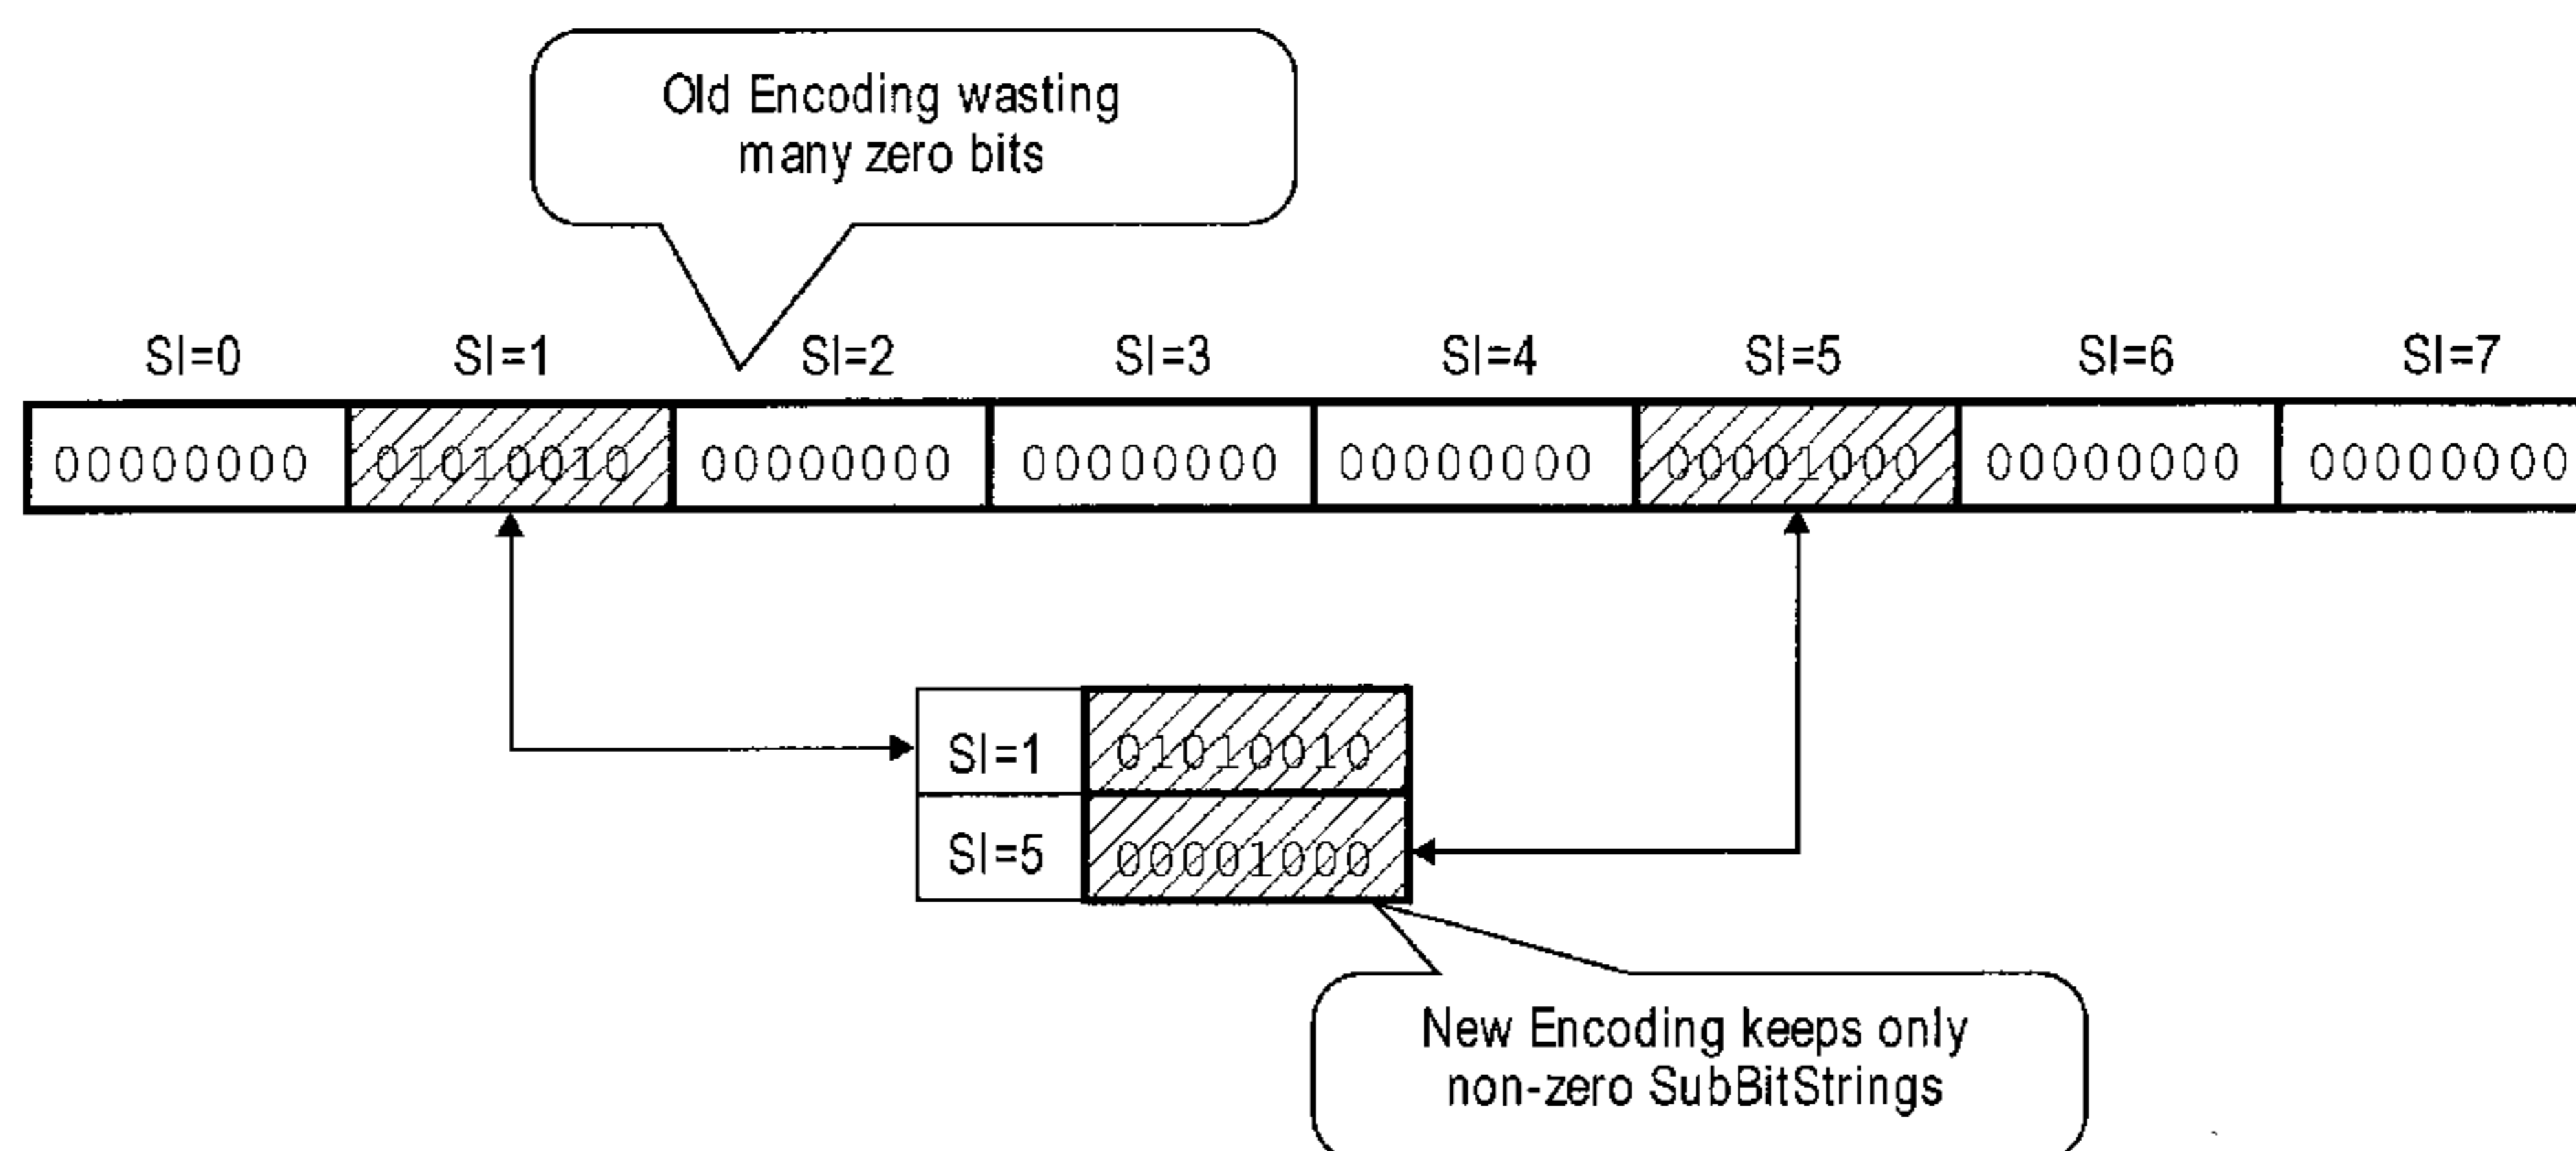 Old Encoding wasting
many zero bits
SI=0 SI=1 SI=2 SI=3 SI=4 SI=5 SI=6 SI=7
00000000 01010010 00000000 00000000 00000000 00001000 00000000 00000000
SI=1 01010010
SI=5 00001000
New Encoding keeps only
non-zero SubBitStrings